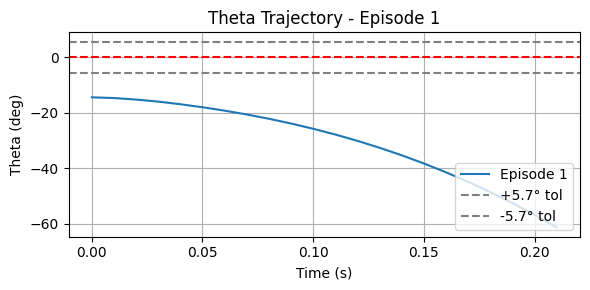 Theta Trajectory - Episode 1
Theta (deg)
0
−20
−40
−60
0.00
0.05
0.10
0.15
0.20
Time (s)
Episode 1
+5.7° tol
-5.7° tol